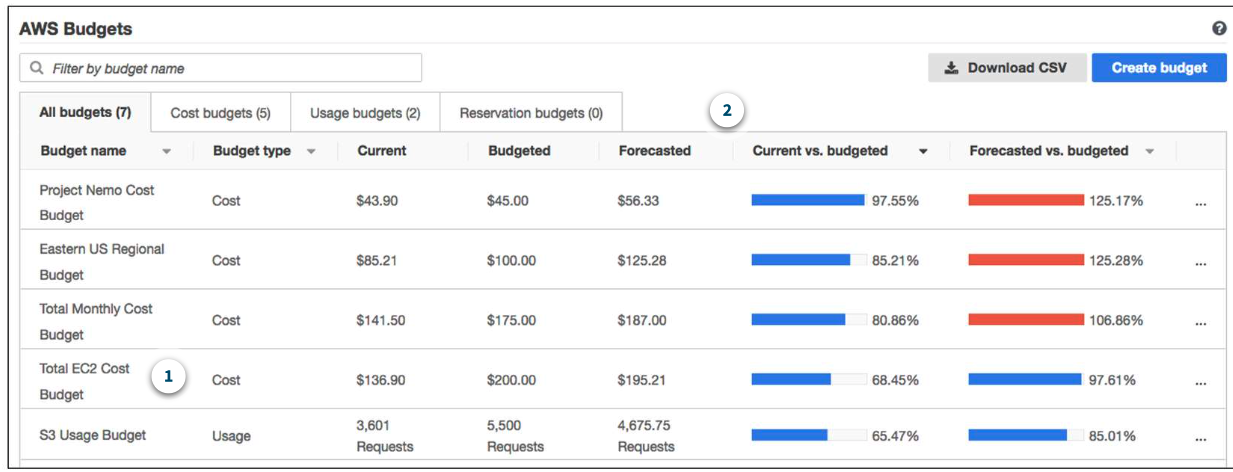 AWS Budgets
?
Filter by budget name
Download CSV
Create budget
All budgets (7) Cost budgets (5) Usage budgets (2) Reservation budgets (0)
2
Budget name Budget type Current Budgeted Forecasted Current vs. budgeted Forecasted vs. budgeted
Project Nemo Cost
Budget
Cost $43.90 $45.00 $56.33 97.55% 125.17% ...
Eastern US Regional
Budget
Cost $85.21 $100.00 $125.28 85.21% 125.28% ...
Total Monthly Cost
Budget
Cost $141.50 $175.00 $187.00 80.86% 106.86% ...
Total EC2 Cost
Budget
1
Cost $136.90 $200.00 $195.21 68.45% 97.61% ...
S3 Usage Budget Usage
3,601
Requests
5,500
Requests
4,675.75
Requests
65.47% 85.01% ...